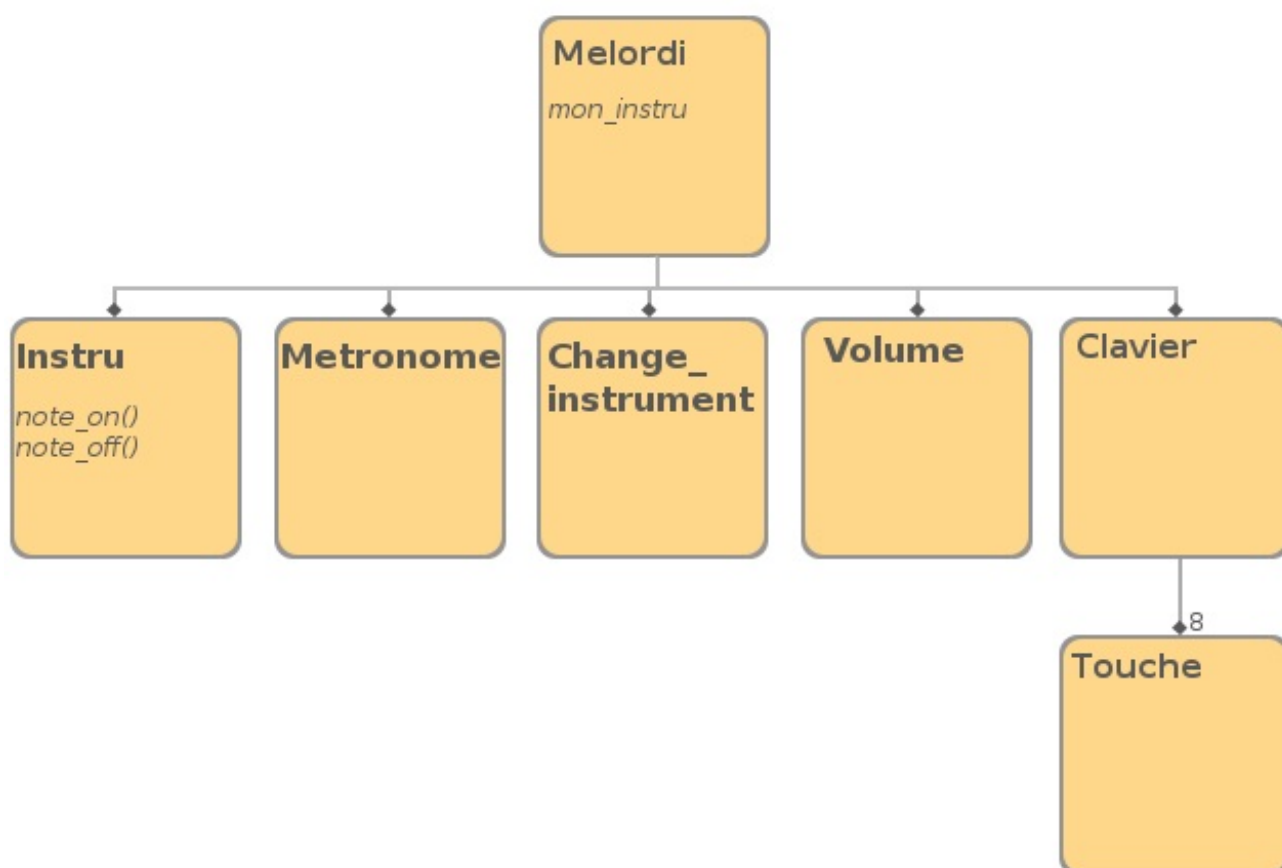 Melordi
mon_instru
Instru
note_on()
note_off()
Metronome
Change_
instrument
Volume
Clavier
8
Touche